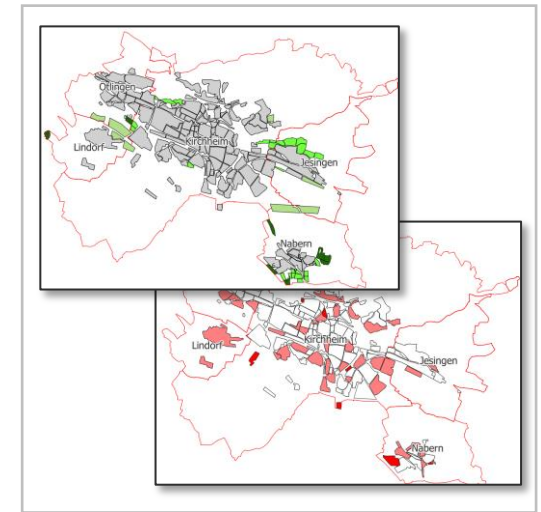 Ötlingen
Kirchheim
Lindorf
Jesingen
Nabern
Kirchheim
Lindorf
Jesingen
Nabern